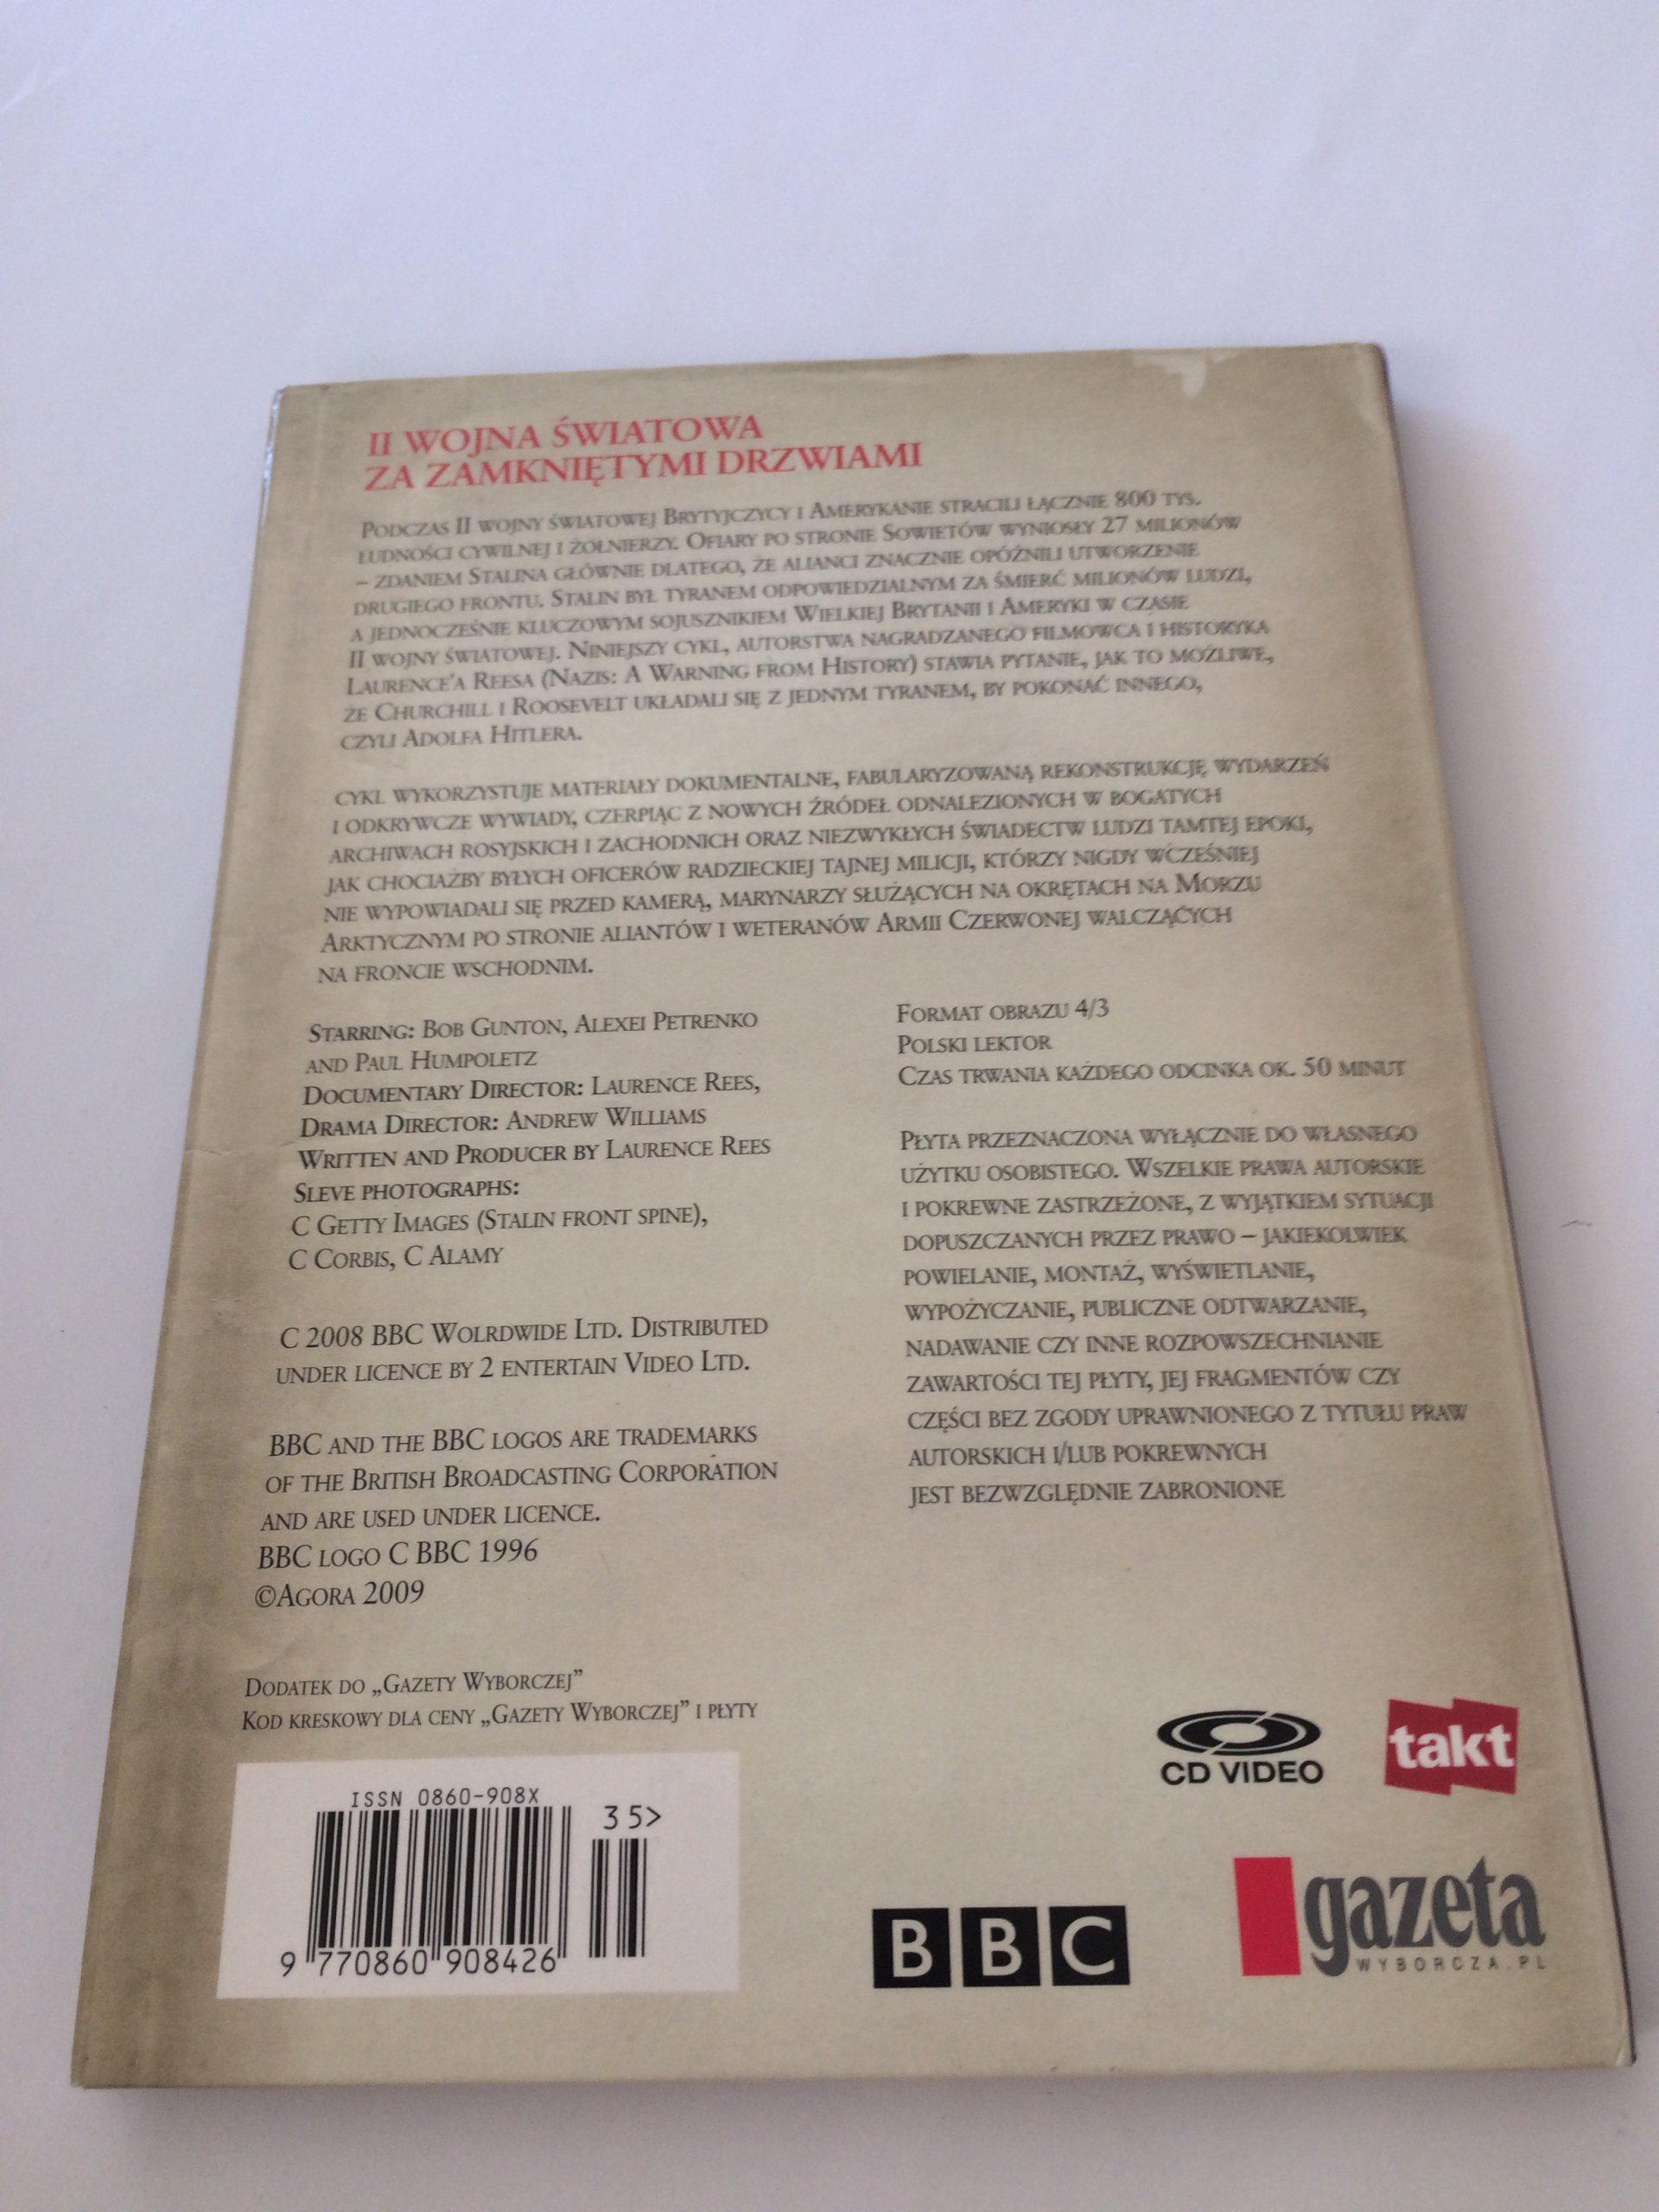 II WOJNA ŚWIATOWA
ZA ZAMKNIĘTYMI DRZWIAMI
PODCZAS II WOJNY ŚWIATOWEJ BRYTYJCZYCY I AMERYKANIE STRACILI ŁĄCZNIE 800 TYS.
LUDNOŚCI CYWILNEJ I ŻOŁNIERZY. OFIARY PO STRONIE SOWIETÓW WYNIOSŁY 27 MILIONÓW
– ZDANIEM STALINA GŁÓWNIE DLATEGO, ŻE ALIANCI ZNACZNIE OPÓŹNILI UTWORZENIE
DRUGIEGO FRONTU. STALIN BYŁ TYRANEM ODPOWIEDZIALNYM ZA ŚMIERĆ MILIONÓW LUDZI,
A JEDNOCZEŚNIE KLUCZOWYM SOJUSZNIKIEM WIELKIEJ BRYTANII I AMERYKI W CZASIE
II WOJNY ŚWIATOWEJ. NINIEJSZY CYKL, AUTORSTWA NAGRADZANEGO FILMOWCA I HISTORYKA
LAURENCE'A REESA (NAZIS: A WARNING FROM HISTORY) STAWIA PYTANIE, JAK TO MOŻLIWE,
ŻE CHURCHILL I ROOSEVELT UKŁADALI SIĘ Z JEDNYM TYRANEM, BY POKONAĆ INNEGO,
CZYLI ADOLFA HITLERA.
CYKL WYKORZYSTUJE MATERIAŁY DOKUMENTALNE, FABULARYZOWANĄ REKONSTRUKCJĘ WYDARZEŃ
I ODKRYWCZE WYWIADY, CZERPIĄC Z NOWYCH ŹRÓDEŁ ODNALEZIONYCH W BOGATYCH
ARCHIWACH ROSYJSKICH I ZACHODNICH ORAZ NIEZWYKŁYCH ŚWIADECTW LUDZI TAMTEJ EPOKI,
JAK CHOCIAŻBY BYŁYCH OFICERÓW RADZIECKIEJ TAJNEJ MILICJI, KTÓRZY NIGDY WCZEŚNIEJ
NIE WYPOWIADALI SIĘ PRZED KAMERĄ, MARYNARZY SŁUŻĄCYCH NA OKRĘTACH NA MORZU
ARKTYCZNYM PO STRONIE ALIANTÓW I WETERANÓW ARMII CZERWONEJ WALCZĄCYCH
NA FRONCIE WSCHODNIM.
STARRING: BOB GUNTON, ALEXEI PETRENKO
AND PAUL HUMPOLETZ
DOCUMENTARY DIRECTOR: LAURENCE REES,
DRAMA DIRECTOR: ANDREW WILLIAMS
WRITTEN AND PRODUCER BY LAURENCE REES
SLEVE PHOTOGRAPHS:
C GETTY IMAGES (STALIN FRONT SPINE),
C CORBIS, C ALAMY
C 2008 BBC WOLRDWIDE LTD. DISTRIBUTED
UNDER LICENCE BY 2 ENTERTAIN VIDEO LTD.
BBC AND THE BBC LOGOS ARE TRADEMARKS
OF THE BRITISH BROADCASTING CORPORATION
AND ARE USED UNDER LICENCE.
BBC LOGO C BBC 1996
©AGORA 2009
FORMAT OBRAZU 4/3
POLSKI LEKTOR
CZAS TRWANIA KAŻDEGO ODCINKA OK. 50 MINUT
PŁYTA PRZEZNACZONA WYŁĄCZNIE DO WŁASNEGO
UŻYTKU OSOBISTEGO. WSZELKIE PRAWA AUTORSKIE
I POKREWNE ZASTRZEŻONE, Z WYJĄTKIEM SYTUACJI
DOPUSZCZANYCH PRZEZ PRAWO – JAKIEKOLWIEK
POWIELANIE, MONTAŻ, WYŚWIETLANIE,
WYPOŻYCZANIE, PUBLICZNE ODTWARZANIE,
NADAWANIE CZY INNE ROZPOWSZECHNIANIE
ZAWARTOŚCI TEJ PŁYTY, JEJ FRAGMENTÓW CZY
CZĘŚCI BEZ ZGODY UPRAWNIONEGO Z TYTUŁU PRAW
AUTORSKICH I/LUB POKREWNYCH
JEST BEZWZGLĘDNIE ZABRONIONE
DODATEK DO „GAZETY WYBORCZEJ”
KOD KRESKOWY DLA CENY „GAZETY WYBORCZEJ” I PŁYTY
ISSN 0860-908X
35>
9 770860 908426
CD VIDEO
takt
BBC
gazeta
WYBORCZA.PL